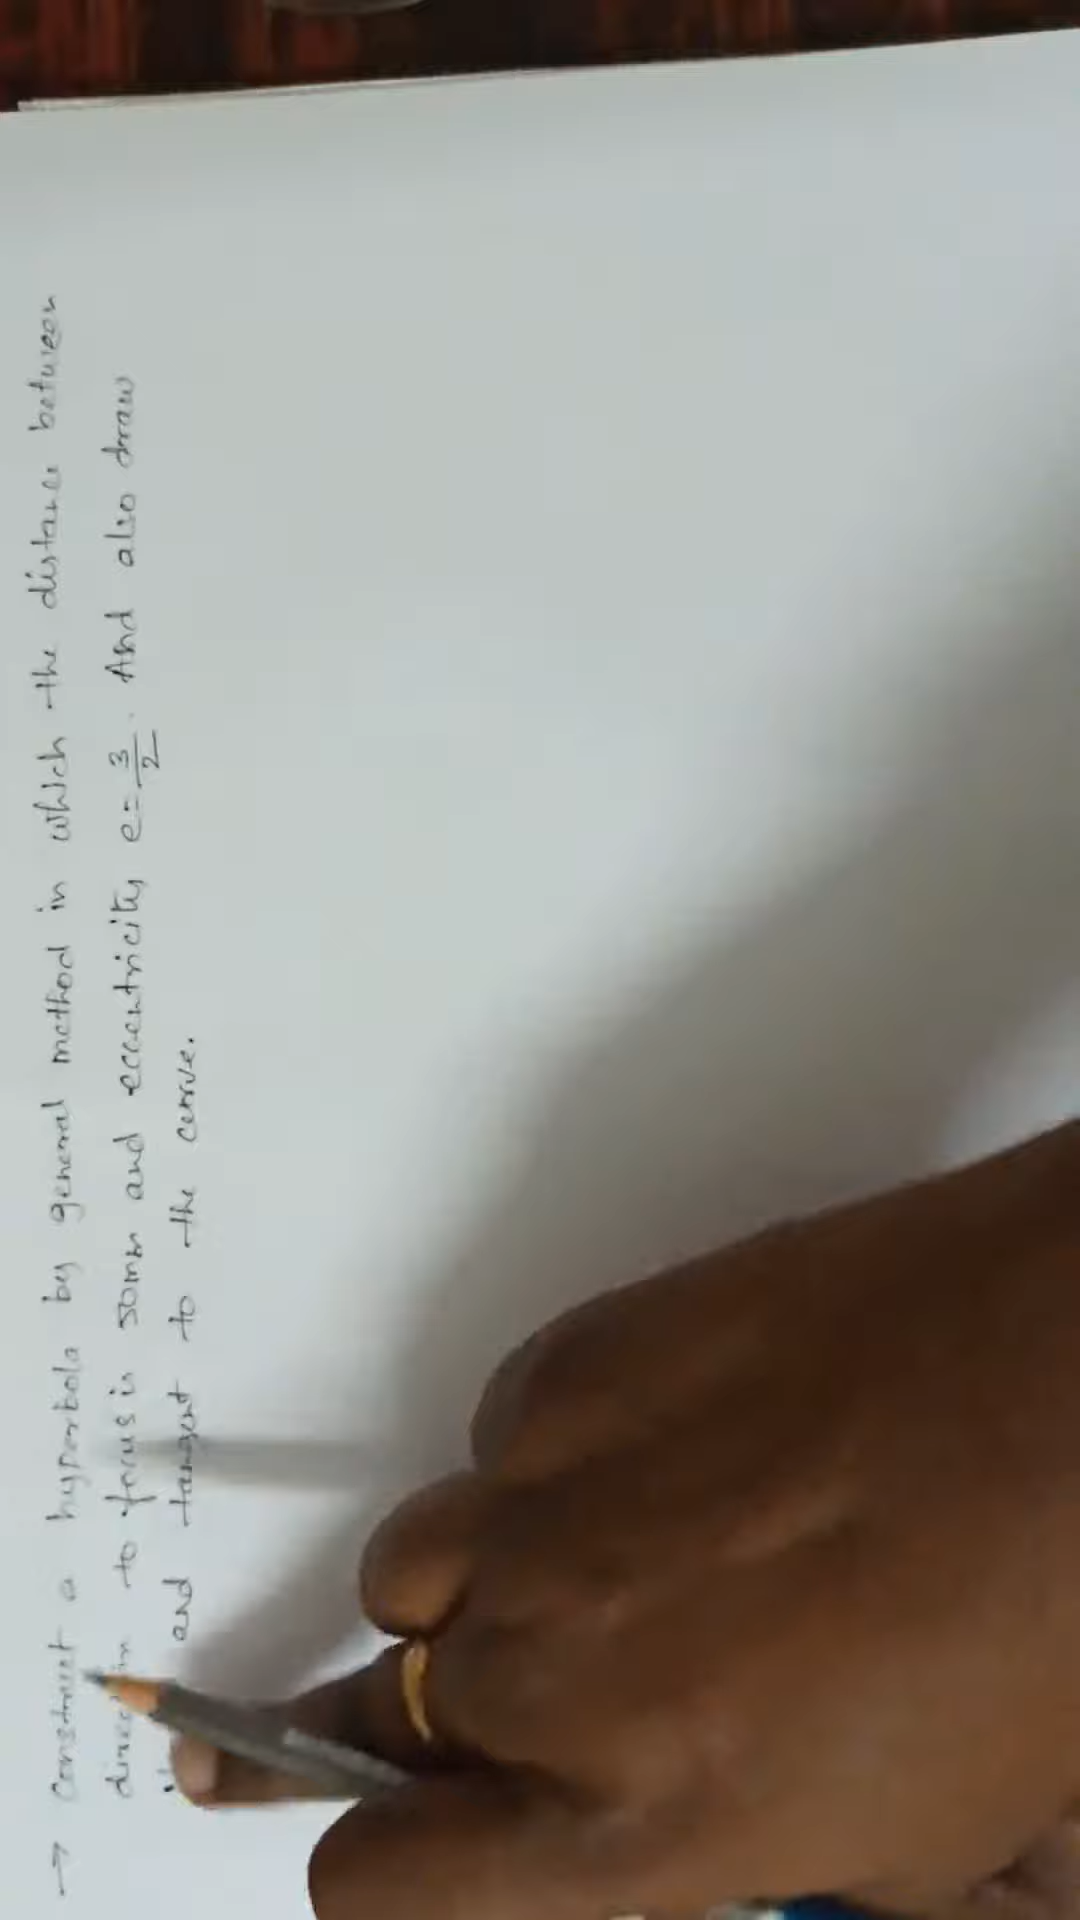 → Construct a hyperbola by general method in which the distance between
to focus is 50mm and eccentricity e=3/2. And also draw
and tangent to the curve.